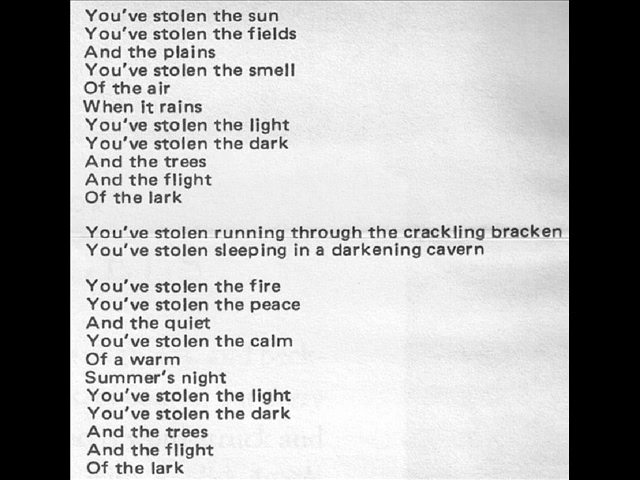 You've stolen the sun
You've stolen the fields
And the plains
You've stolen the smell
Of the air
When it rains
You've stolen the light
You've stolen the dark
And the trees
And the flight
Of the lark
You've stolen running through the crackling bracken
You've stolen sleeping in a darkening cavern
You've stolen the fire
You've stolen the peace
And the quiet
You've stolen the calm
Of a warm
Summer's night
You've stolen the light
You've stolen the dark
And the trees
And the flight
Of the lark